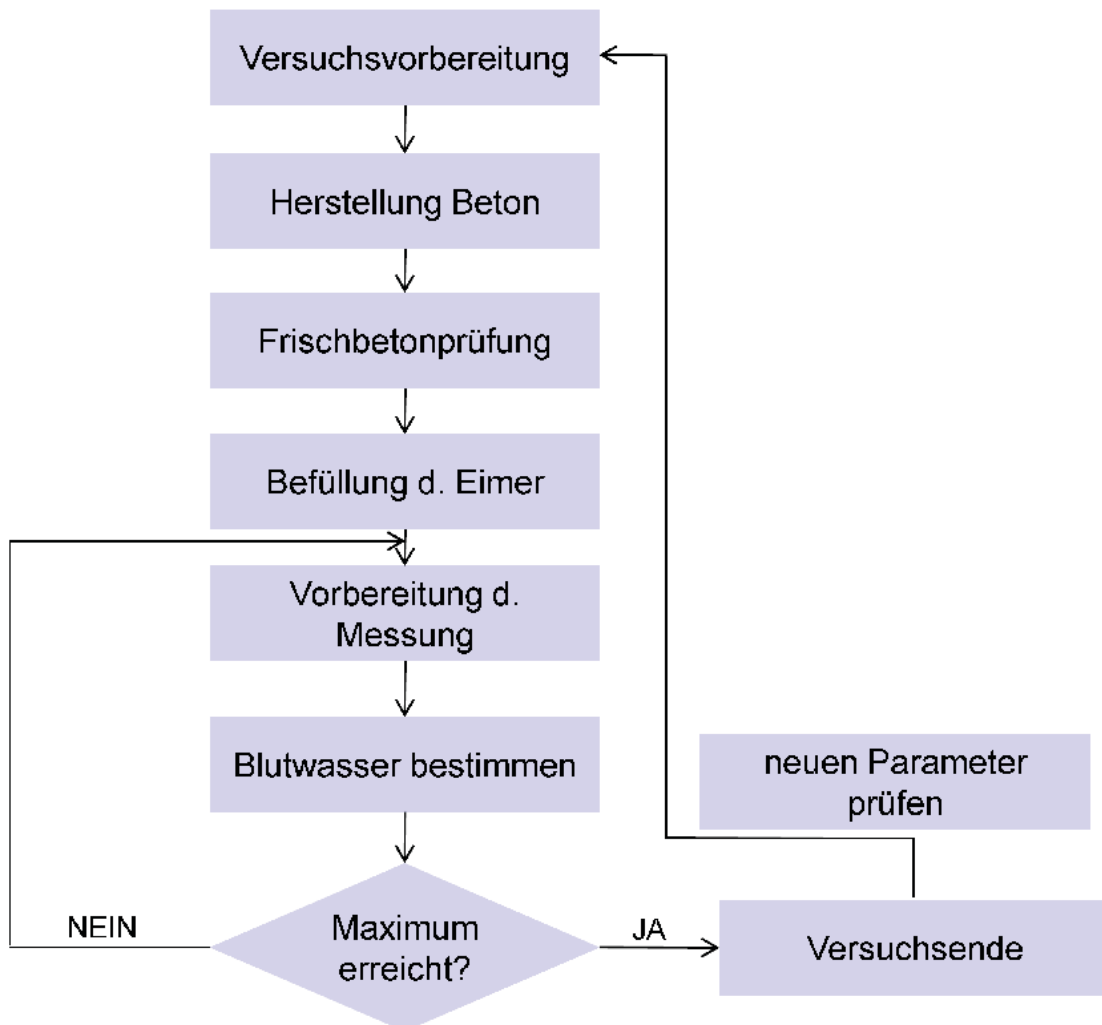 Versuchsvorbereitung
Herstellung Beton
Frischbetonprüfung
Befüllung d. Eimer
Vorbereitung d.
Messung
Blutwasser bestimmen
neuen Parameter
prüfen
NEIN
Maximum
erreicht?
JA
Versuchsende